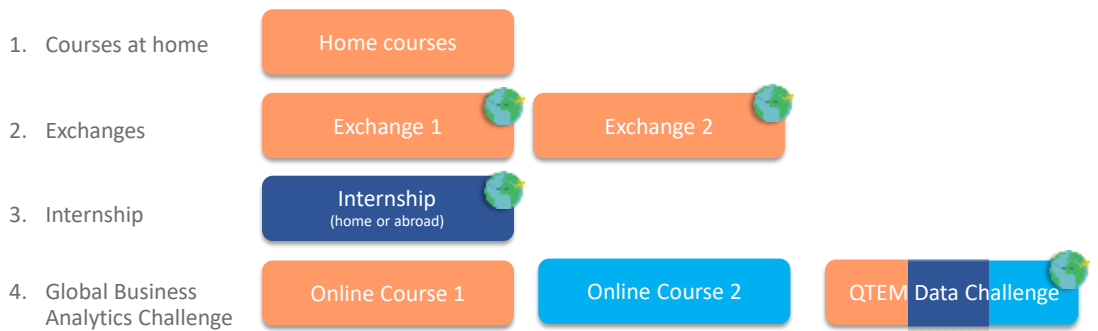 1. Courses at home
Home courses
2. Exchanges
Exchange 1
Exchange 2
3. Internship
Internship
(home or abroad)
4. Global Business
Analytics Challenge
Online Course 1
Online Course 2
QTEM Data Challenge